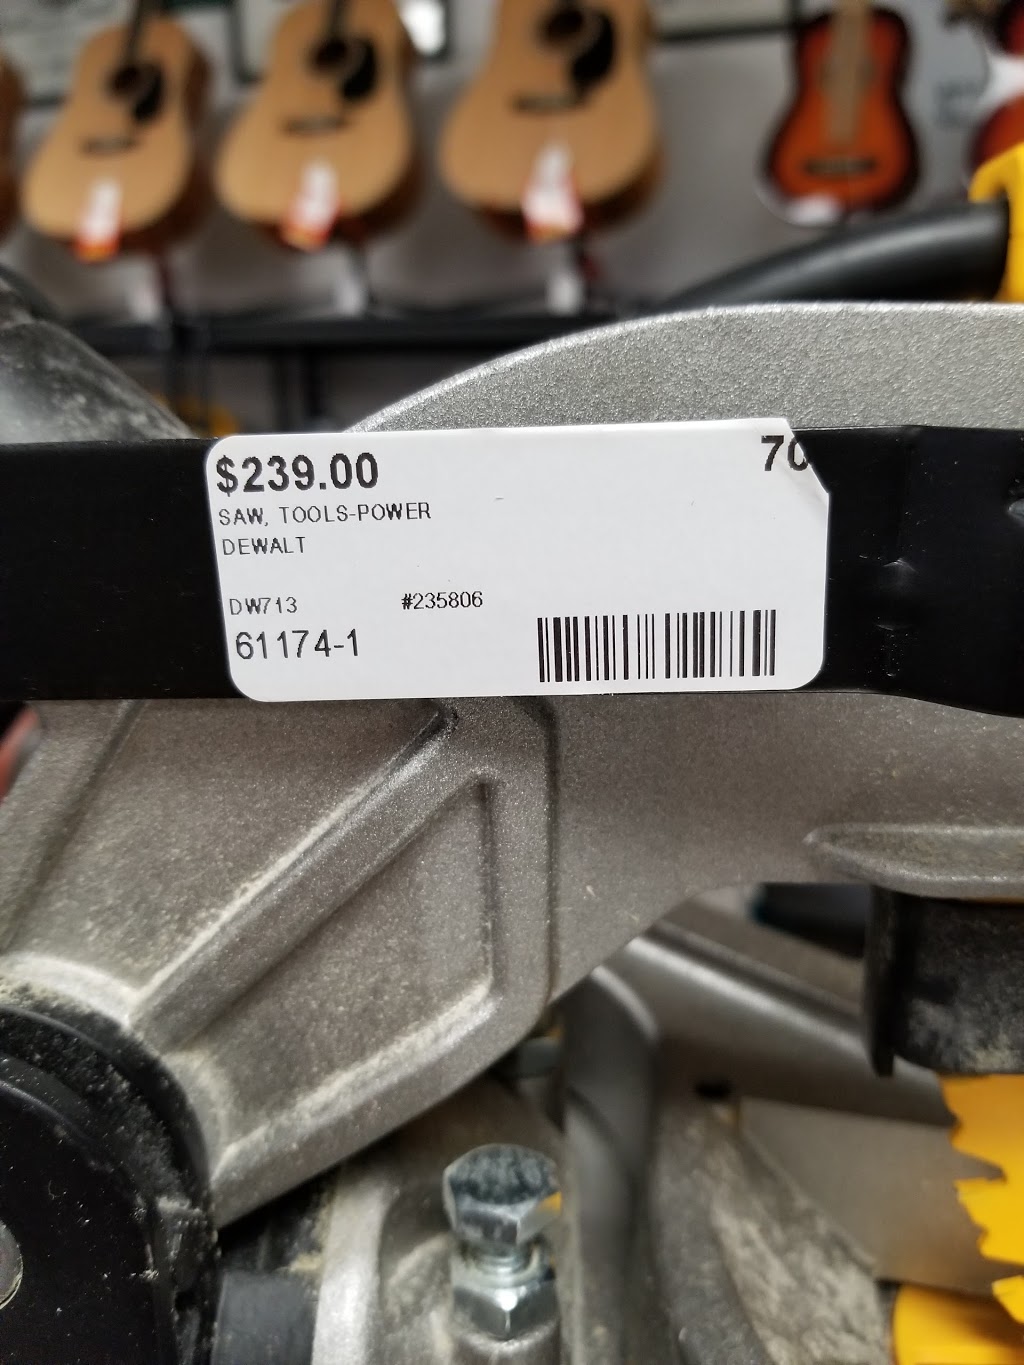 $239.00
SAW, TOOLS-POWER
DEWALT
DW713 #235806
61174-1